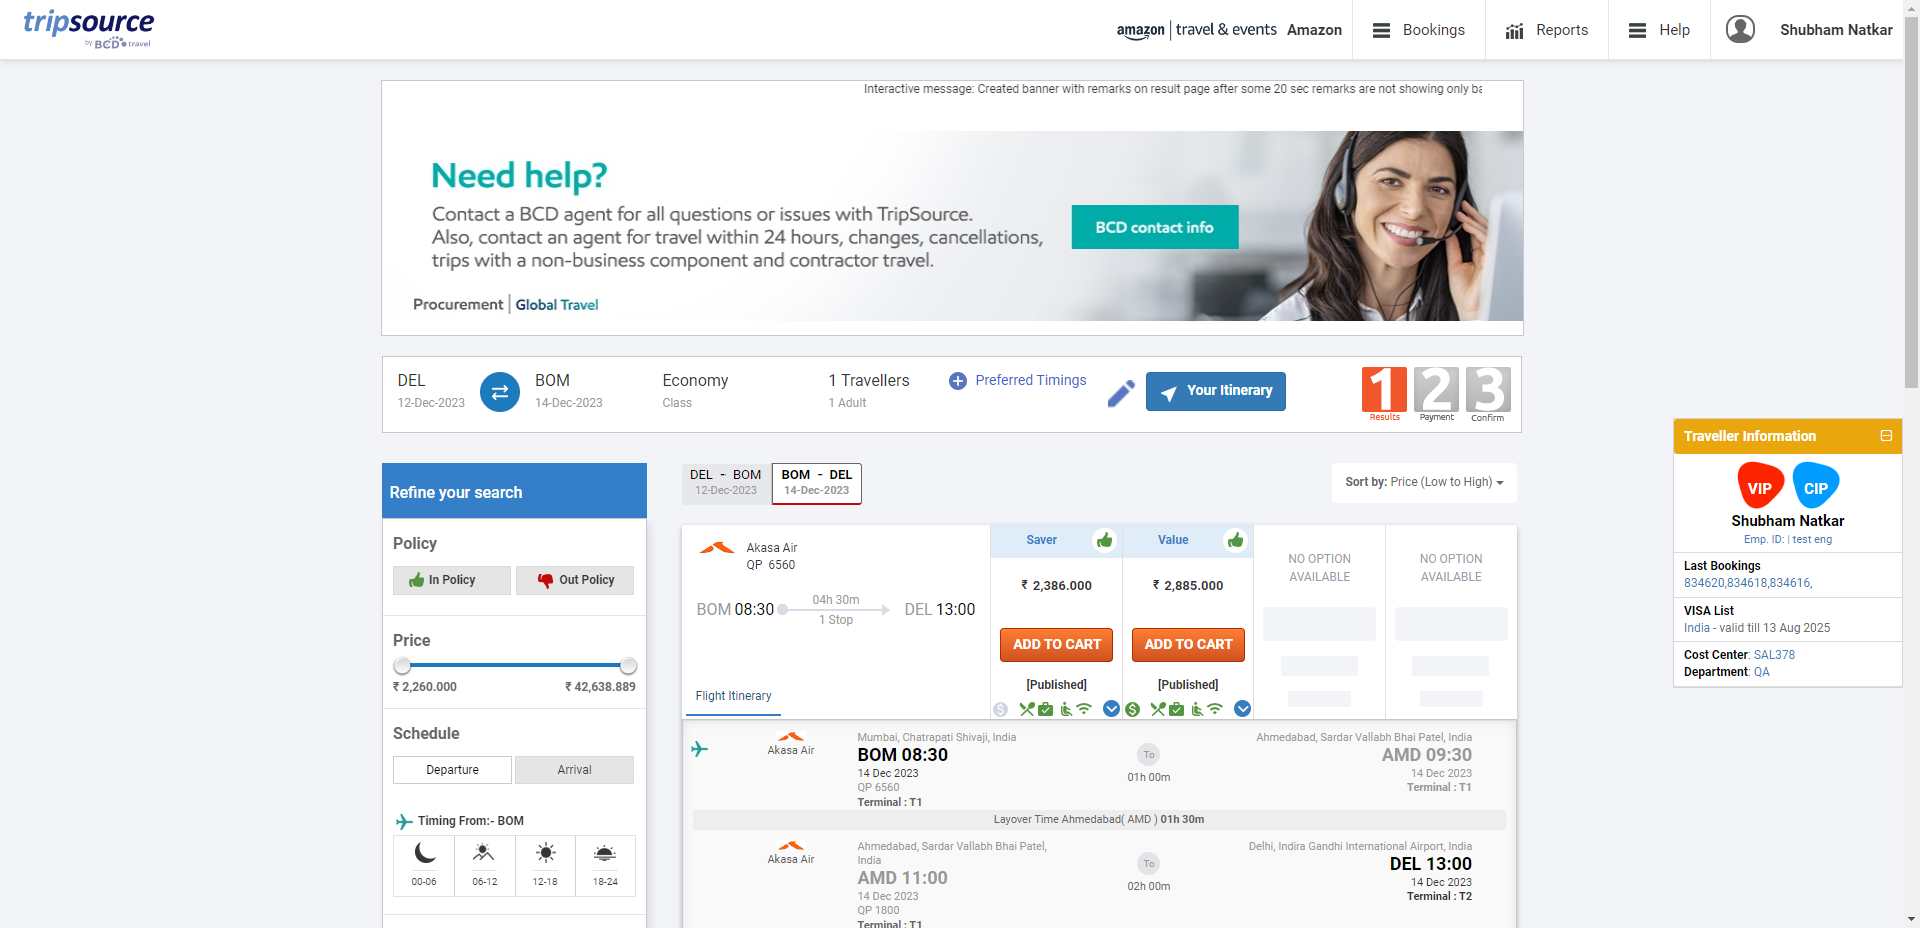 tripsource
by BCD travel
amazon travel & events Amazon
Bookings
Reports
Help
Shubham Natkar
Interactive message: Created banner with remarks on result page after some 20 sec remarks are not showing only ba
Need help?
Contact a BCD agent for all questions or issues with TripSource.
Also, contact an agent for travel within 24 hours, changes, cancellations,
trips with a non-business component and contractor travel.
BCD contact info
Procurement | Global Travel
DEL
12-Dec-2023
BOM
14-Dec-2023
Economy
Class
1 Travellers
1 Adult
Preferred Timings
Your Itinerary
1 Results
2 Payment
3 Confirm
Traveller Information
VIP CIP
Shubham Natkar
Emp. ID: | test eng
Last Bookings
834620,834618,834616,
VISA List
India - valid till 13 Aug 2025
Cost Center: SAL378
Department: QA
Refine your search
Policy
In Policy
Out Policy
Price
₹ 2,260.000
₹ 42,638.889
Schedule
Departure
Arrival
Timing From:- BOM
00-06
06-12
12-18
18-24
DEL - BOM
12-Dec-2023
BOM - DEL
14-Dec-2023
Sort by: Price (Low to High)
Akasa Air
QP 6560
BOM 08:30
04h 30m
1 Stop
DEL 13:00
Flight Itinerary
Saver
₹ 2,386.000
ADD TO CART
[Published]
Value
₹ 2,885.000
ADD TO CART
[Published]
NO OPTION
AVAILABLE
NO OPTION
AVAILABLE
Akasa Air
Mumbai, Chatrapati Shivaji, India
BOM 08:30
14 Dec 2023
QP 6560
Terminal : T1
To
01h 00m
Ahmedabad, Sardar Vallabh Bhai Patel, India
AMD 09:30
14 Dec 2023
Terminal : T1
Layover Time Ahmedabad( AMD ) 01h 30m
Akasa Air
Ahmedabad, Sardar Vallabh Bhai Patel,
India
AMD 11:00
14 Dec 2023
QP 1800
Terminal : T1
To
02h 00m
Delhi, Indira Gandhi International Airport, India
DEL 13:00
14 Dec 2023
Terminal : T2